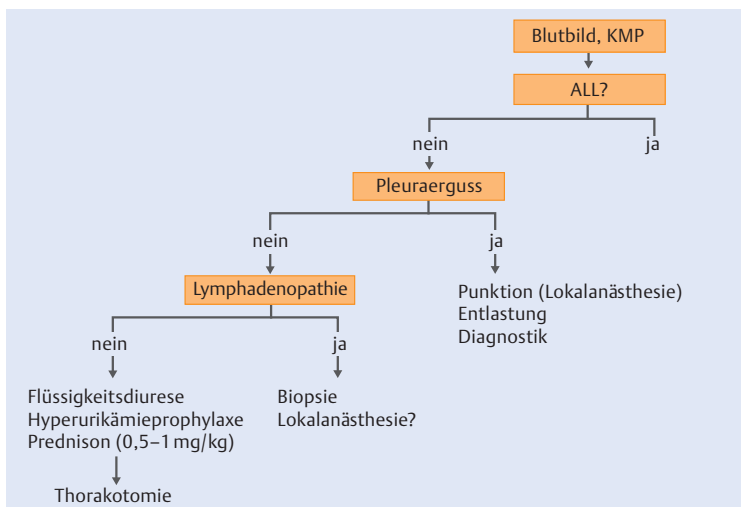 Blutbild, KMP
ALL?
nein
ja
Pleuraerguss
nein
ja
Lymphadenopathie
Punktion (Lokalanästhesie)
Entlastung
Diagnostik
nein
ja
Flüssigkeitsdiurese
Hyperurikämieprophylaxe
Prednison (0,5–1 mg/kg)
Biopsie
Lokalanästhesie?
Thorakotomie